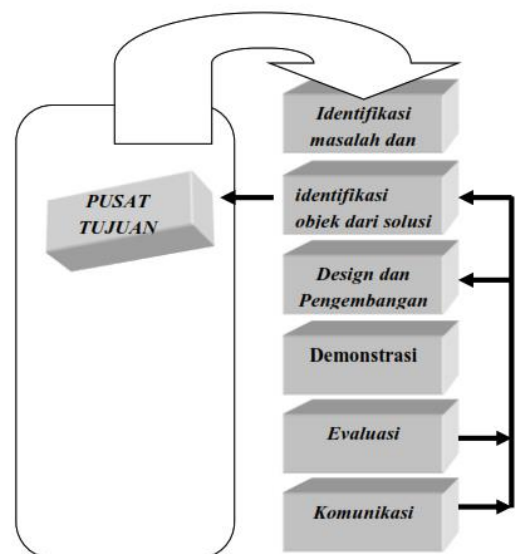 Identifikasi
masalah dan
identifikasi
objek dari solusi
PUSAT
TUJUAN
Design dan
Pengembangan
Demonstrasi
Evaluasi
Komunikasi